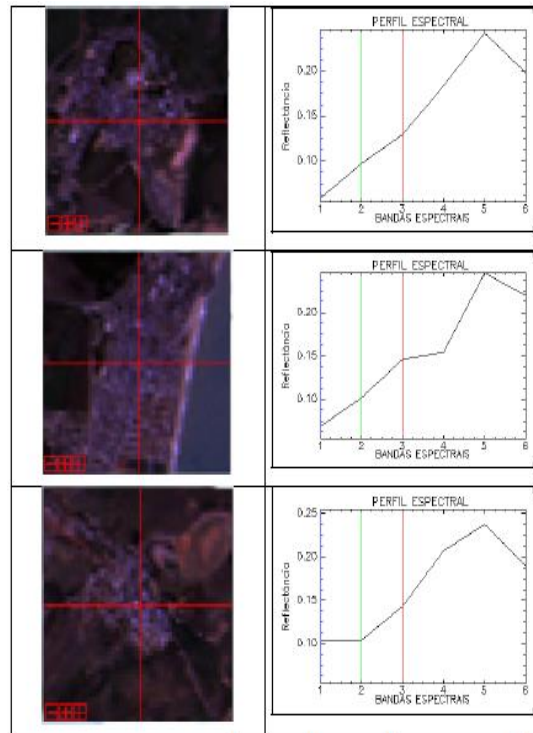 PERFIL ESPECTRAL
0.20
0.15
0.10
Reflectância
1 2 3 4 5 6
BANDAS ESPECTRAIS
PERFIL ESPECTRAL
0.20
0.15
0.10
Reflectância
1 2 3 4 5 6
BANDAS ESPECTRAIS
PERFIL ESPECTRAL
0.25
0.20
0.15
0.10
Reflectância
1 2 3 4 5 6
BANDAS ESPECTRAIS